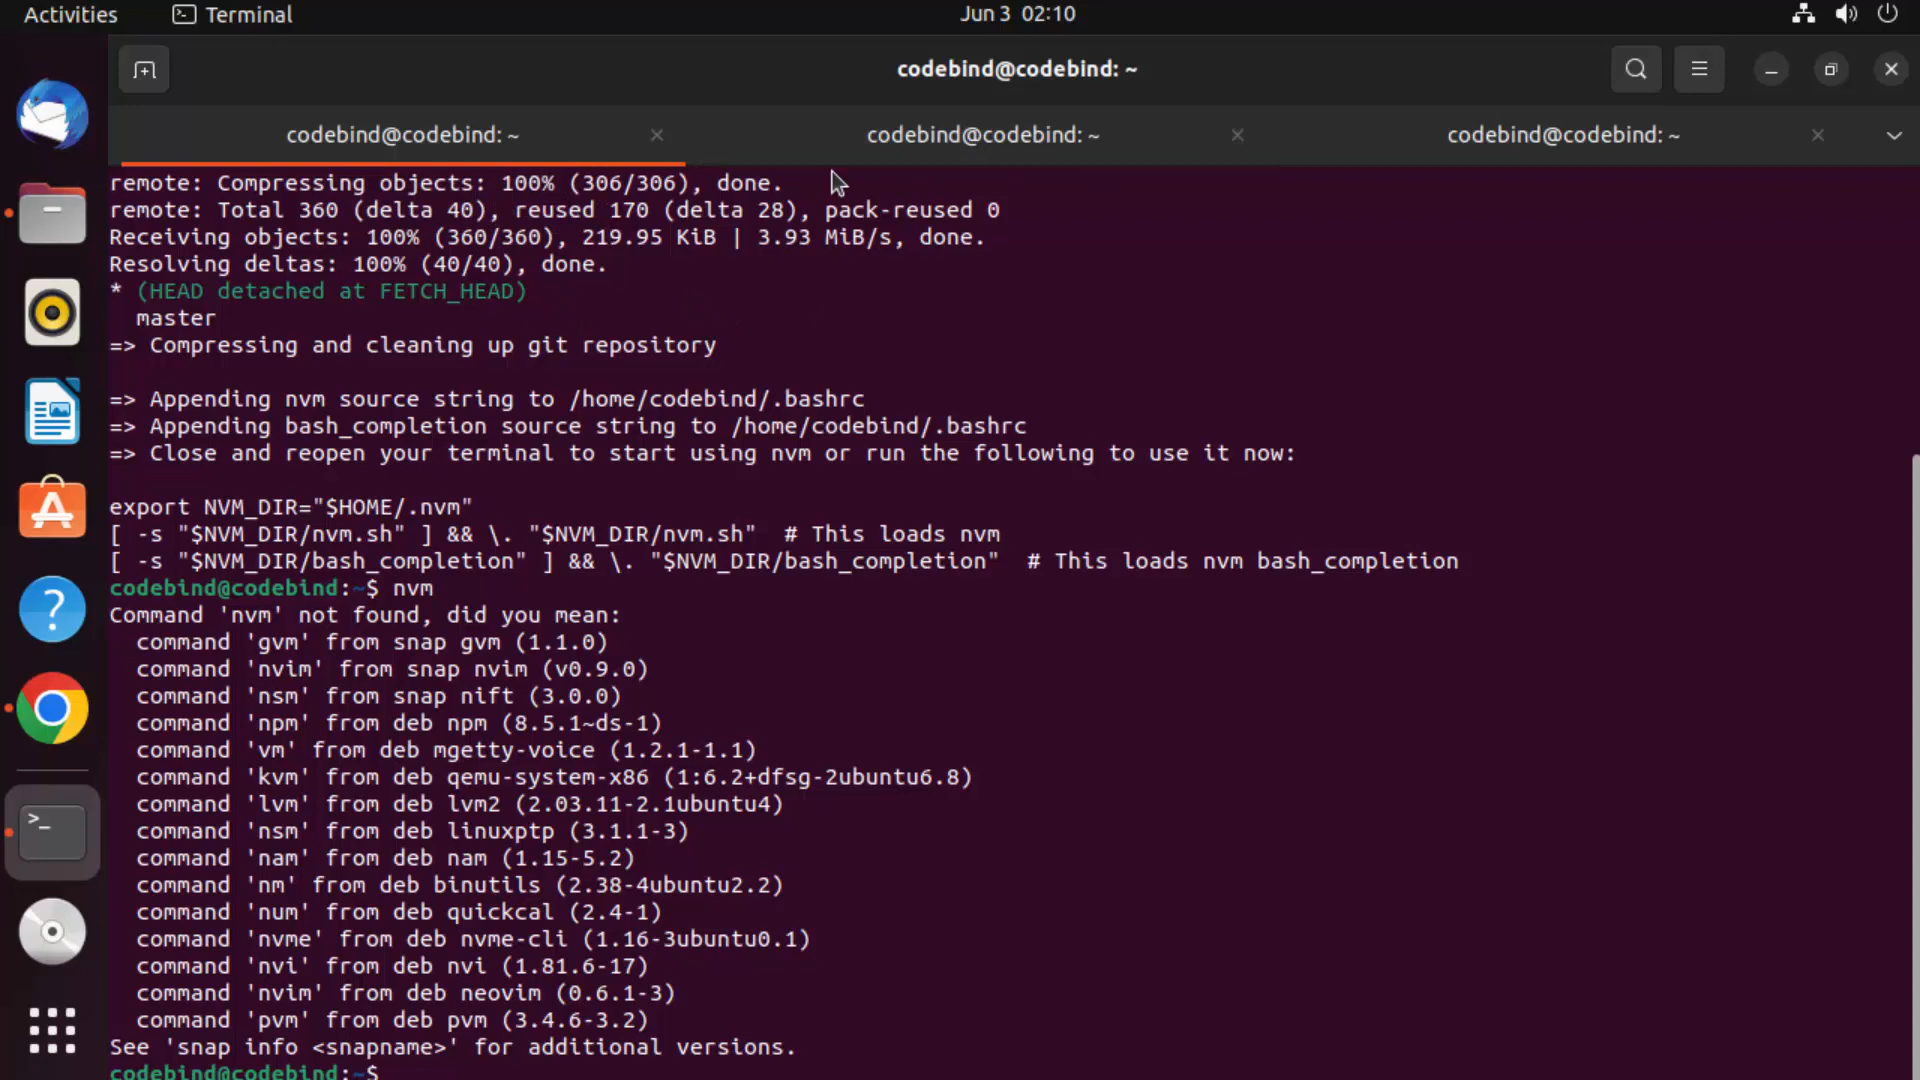 Activities
Terminal
Jun 3 02:10
codebind@codebind: ~
codebind@codebind: ~
codebind@codebind: ~
codebind@codebind: ~
remote: Compressing objects: 100% (306/306), done.
remote: Total 360 (delta 40), reused 170 (delta 28), pack-reused 0
Receiving objects: 100% (360/360), 219.95 KiB | 3.93 MiB/s, done.
Resolving deltas: 100% (40/40), done.
* (HEAD detached at FETCH_HEAD)
  master
=> Compressing and cleaning up git repository

=> Appending nvm source string to /home/codebind/.bashrc
=> Appending bash_completion source string to /home/codebind/.bashrc
=> Close and reopen your terminal to start using nvm or run the following to use it now:

export NVM_DIR="$HOME/.nvm"
[ -s "$NVM_DIR/nvm.sh" ] && \. "$NVM_DIR/nvm.sh"  # This loads nvm
[ -s "$NVM_DIR/bash_completion" ] && \. "$NVM_DIR/bash_completion"  # This loads nvm bash_completion
codebind@codebind:~$ nvm
Command 'nvm' not found, did you mean:
  command 'gvm' from snap gvm (1.1.0)
  command 'nvim' from snap nvim (v0.9.0)
  command 'nsm' from snap nift (3.0.0)
  command 'npm' from deb npm (8.5.1~ds-1)
  command 'vm' from deb mgetty-voice (1.2.1-1.1)
  command 'kvm' from deb qemu-system-x86 (1:6.2+dfsg-2ubuntu6.8)
  command 'lvm' from deb lvm2 (2.03.11-2.1ubuntu4)
  command 'nsm' from deb linuxptp (3.1.1-3)
  command 'nam' from deb nam (1.15-5.2)
  command 'nm' from deb binutils (2.38-4ubuntu2.2)
  command 'num' from deb quickcal (2.4-1)
  command 'nvme' from deb nvme-cli (1.16-3ubuntu0.1)
  command 'nvi' from deb nvi (1.81.6-17)
  command 'nvim' from deb neovim (0.6.1-3)
  command 'pvm' from deb pvm (3.4.6-3.2)
See 'snap info <snapname>' for additional versions.
codebind@codebind:~$